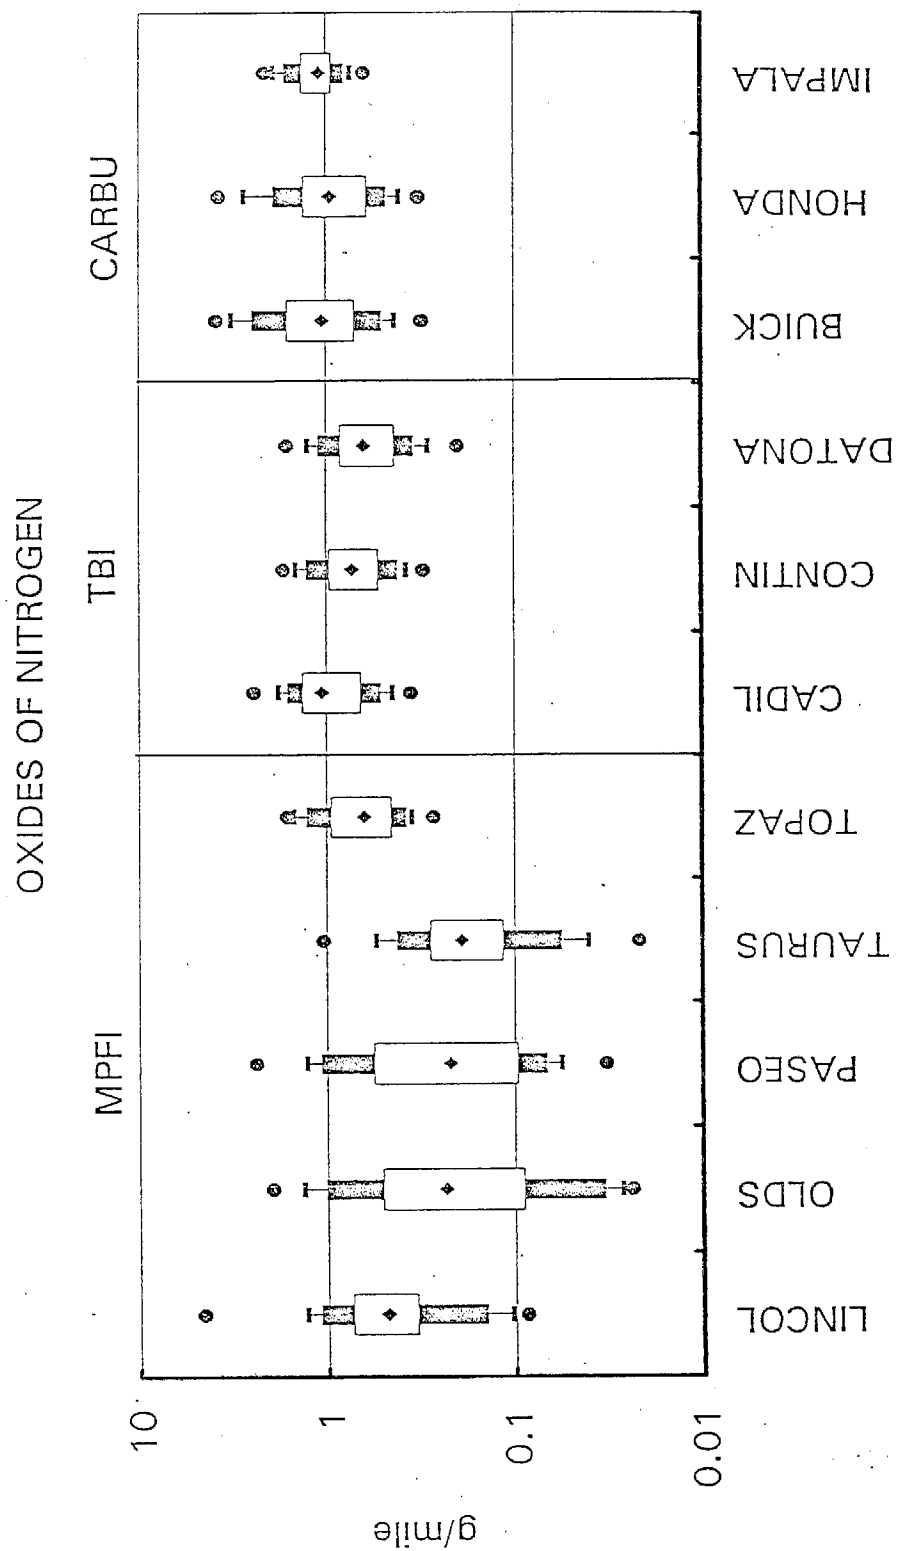 OXIDES OF NITROGEN
MPFI TBI CARBU
10
1
0.1
0.01
g/mile
LINCOL OLDS PASEO TAURUS TOPAZ CADIL CONTIN DATONA BUICK HONDA IMPALA